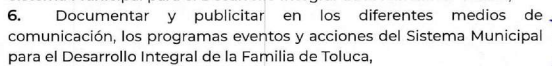 6. Documentar y publicitar en los diferentes medios de
comunicación, los programas eventos y acciones del Sistema Municipal
para el Desarrollo Integral de la Familia de Toluca,